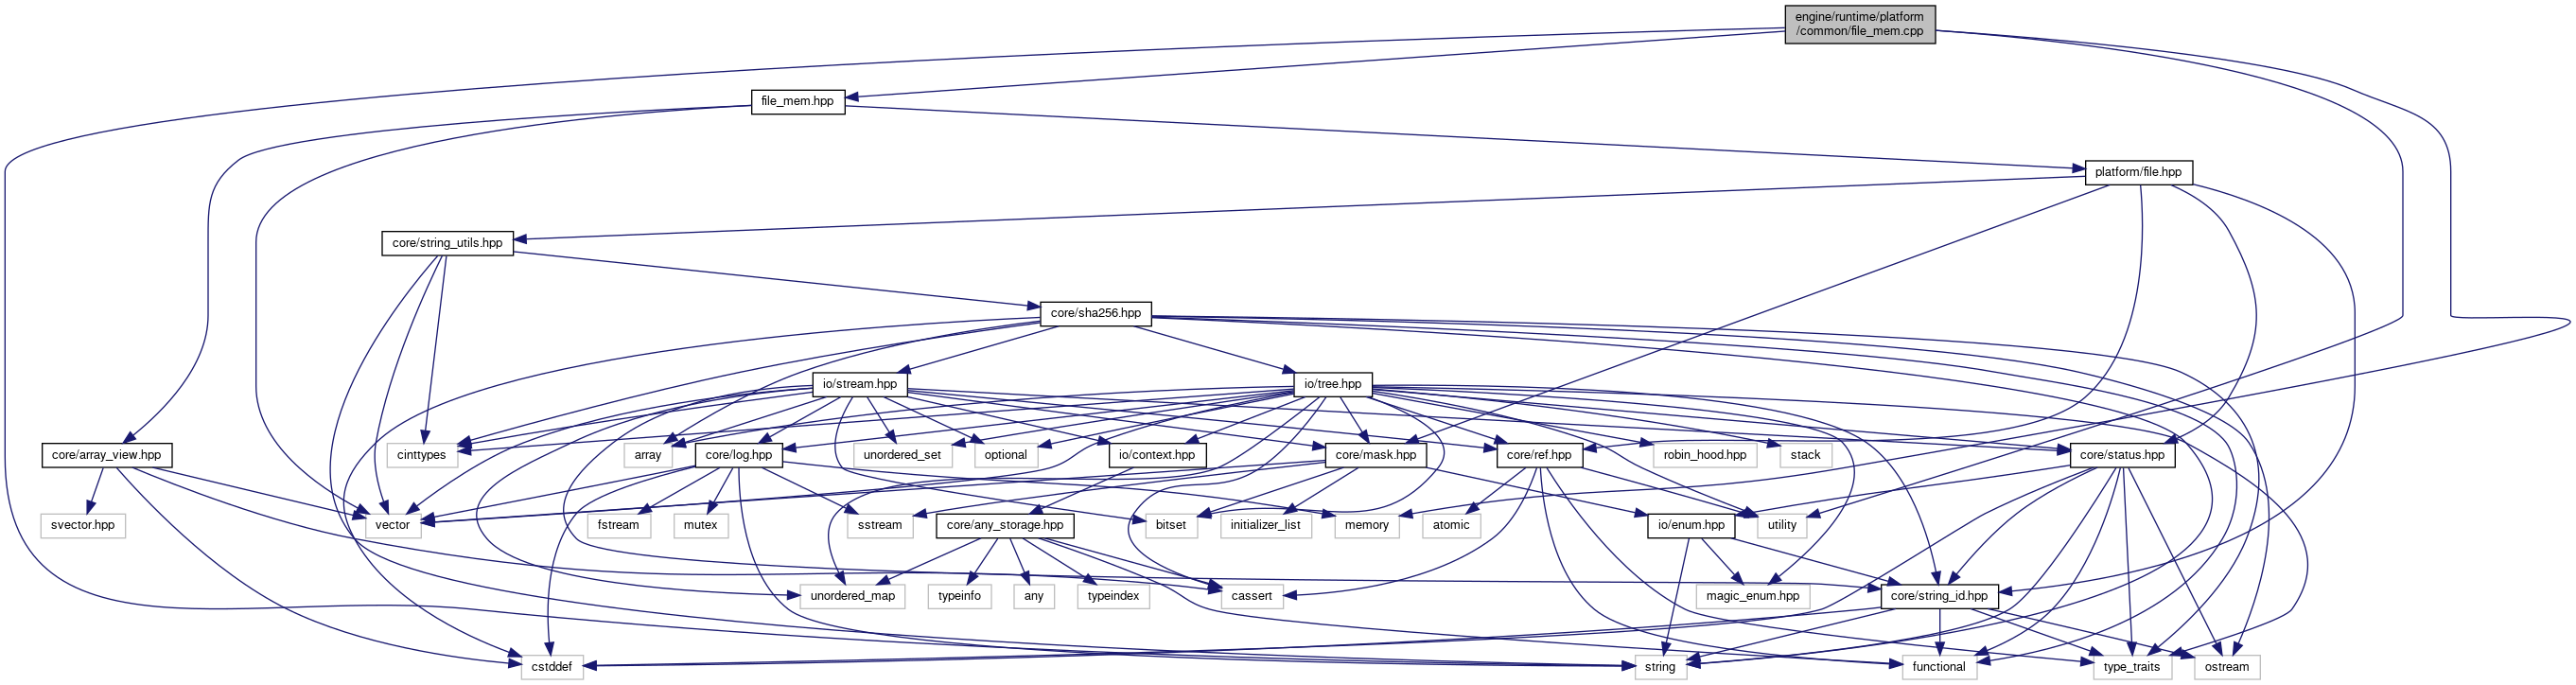 engine/runtime/platform
/common/file_mem.cpp
file_mem.hpp
platform/file.hpp
core/string_utils.hpp
core/sha256.hpp
io/stream.hpp
io/tree.hpp
core/array_view.hpp
cinttypes
array
core/log.hpp
unordered_set
optional
io/context.hpp
core/mask.hpp
core/ref.hpp
robin_hood.hpp
stack
core/status.hpp
svector.hpp
vector
fstream
mutex
sstream
core/any_storage.hpp
bitset
initializer_list
memory
atomic
io/enum.hpp
utility
unordered_map
typeinfo
any
typeindex
cassert
magic_enum.hpp
core/string_id.hpp
cstddef
string
functional
type_traits
ostream